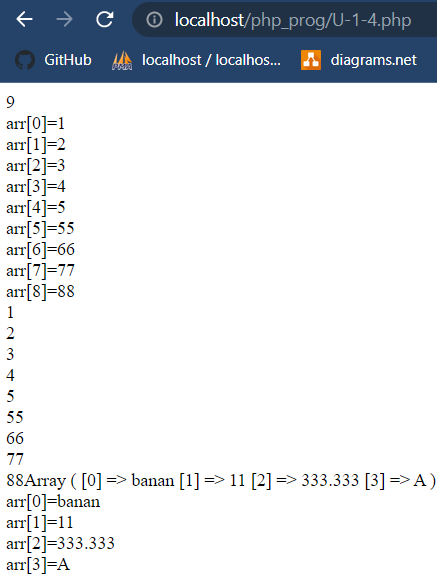 localhost/php_prog/U-1-4.php
GitHub
PMA
localhost / localhos...
diagrams.net
9
arr[0]=1
arr[1]=2
arr[2]=3
arr[3]=4
arr[4]=5
arr[5]=55
arr[6]=66
arr[7]=77
arr[8]=88
1
2
3
4
5
55
66
77
88Array ( [0] => banan [1] => 11 [2] => 333.333 [3] => A )
arr[0]=banan
arr[1]=11
arr[2]=333.333
arr[3]=A